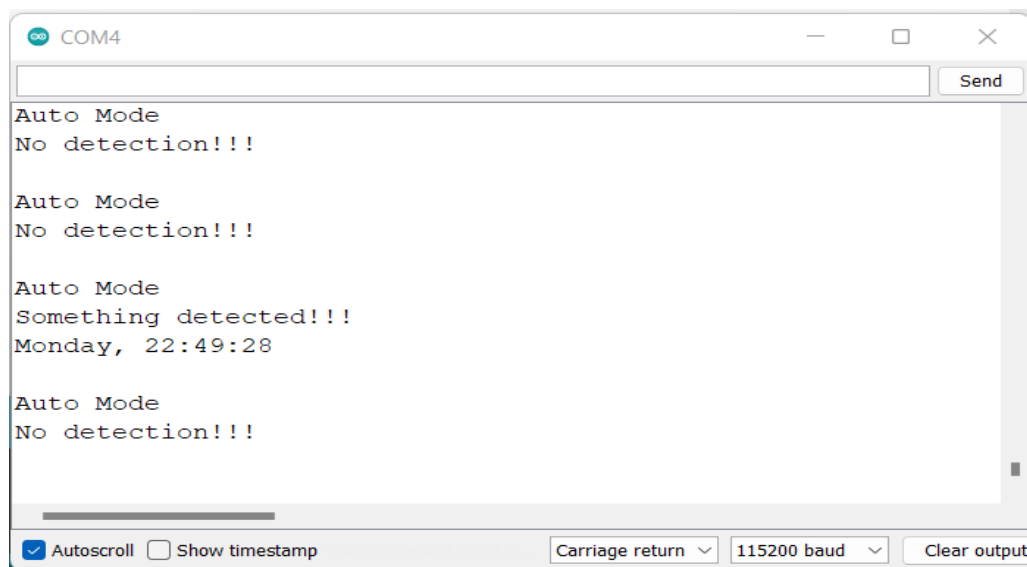 COM4
Send
Auto Mode
No detection!!!
Auto Mode
No detection!!!
Auto Mode
Something detected!!!
Monday, 22:49:28
Auto Mode
No detection!!!
Autoscroll Show timestamp Carriage return 115200 baud Clear output